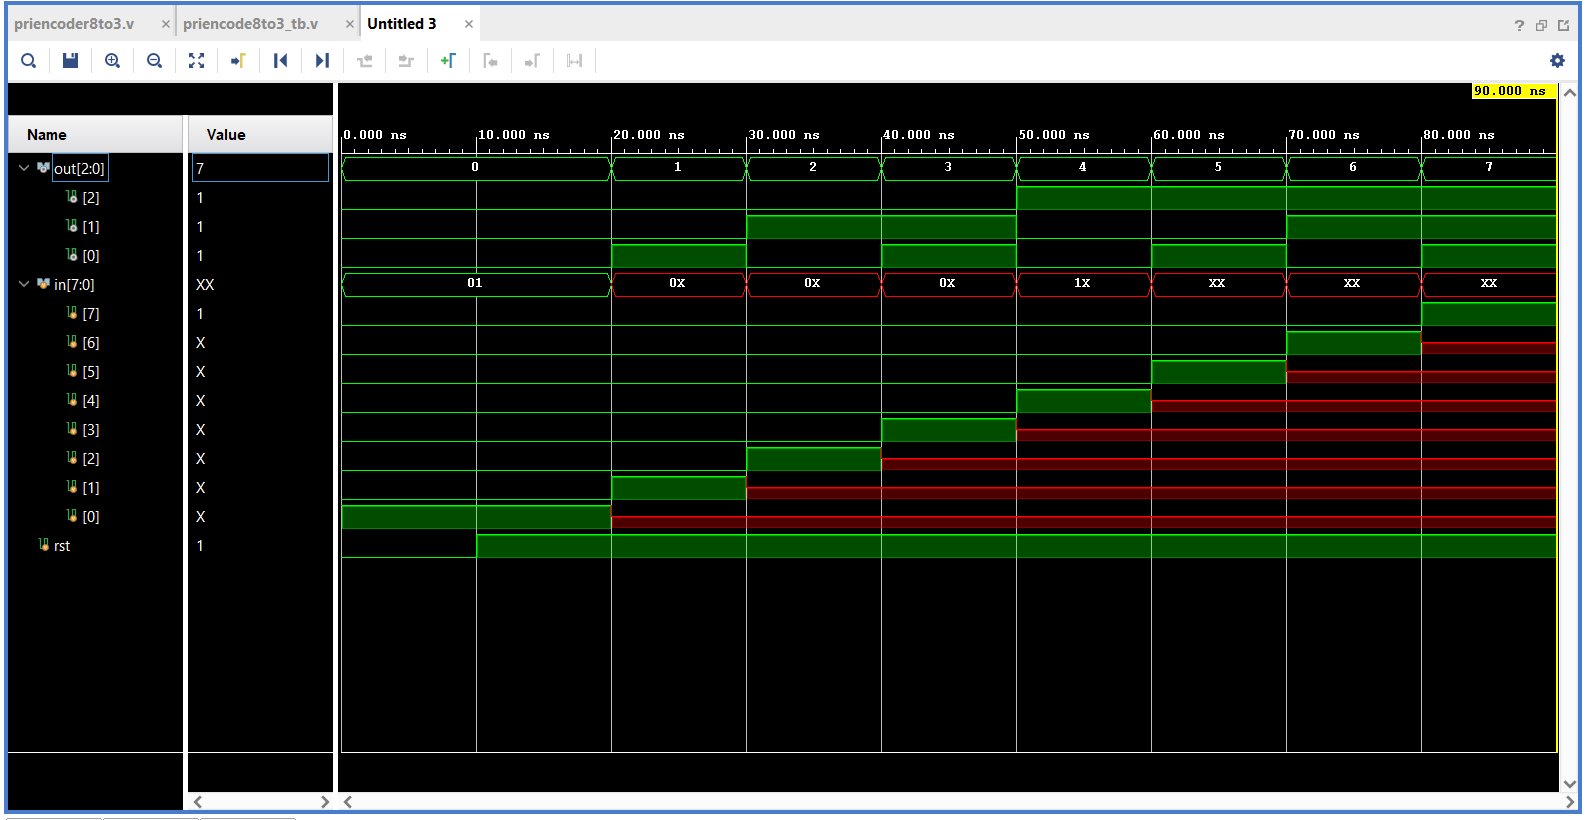 priencoder8to3.v × priencode8to3_tb.v × Untitled 3 × ?
90.000 ns
Name Value 0.000 ns 10.000 ns 20.000 ns 30.000 ns 40.000 ns 50.000 ns 60.000 ns 70.000 ns 80.000 ns
out[2:0] 7 0 1 2 3 4 5 6 7
[2] 1
[1] 1
[0] 1
in[7:0] XX 01 0X 0X 0X 1X XX XX XX
[7] 1
[6] X
[5] X
[4] X
[3] X
[2] X
[1] X
[0] X
rst 1